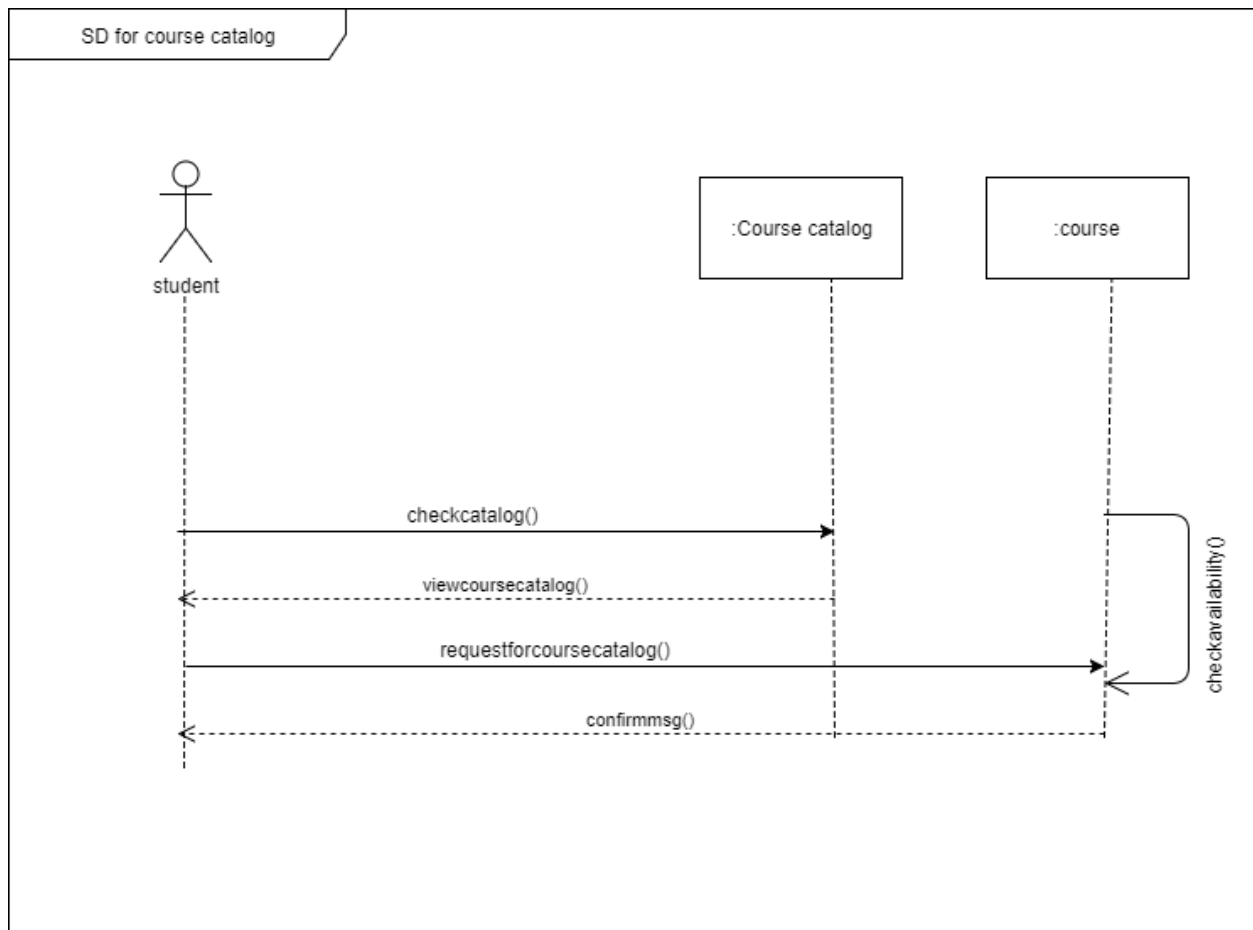 SD for course catalog
student
:Course catalog
:course
checkcatalog()
viewcoursecatalog()
requestforcoursecatalog()
confirmmsg()
checkavailability()